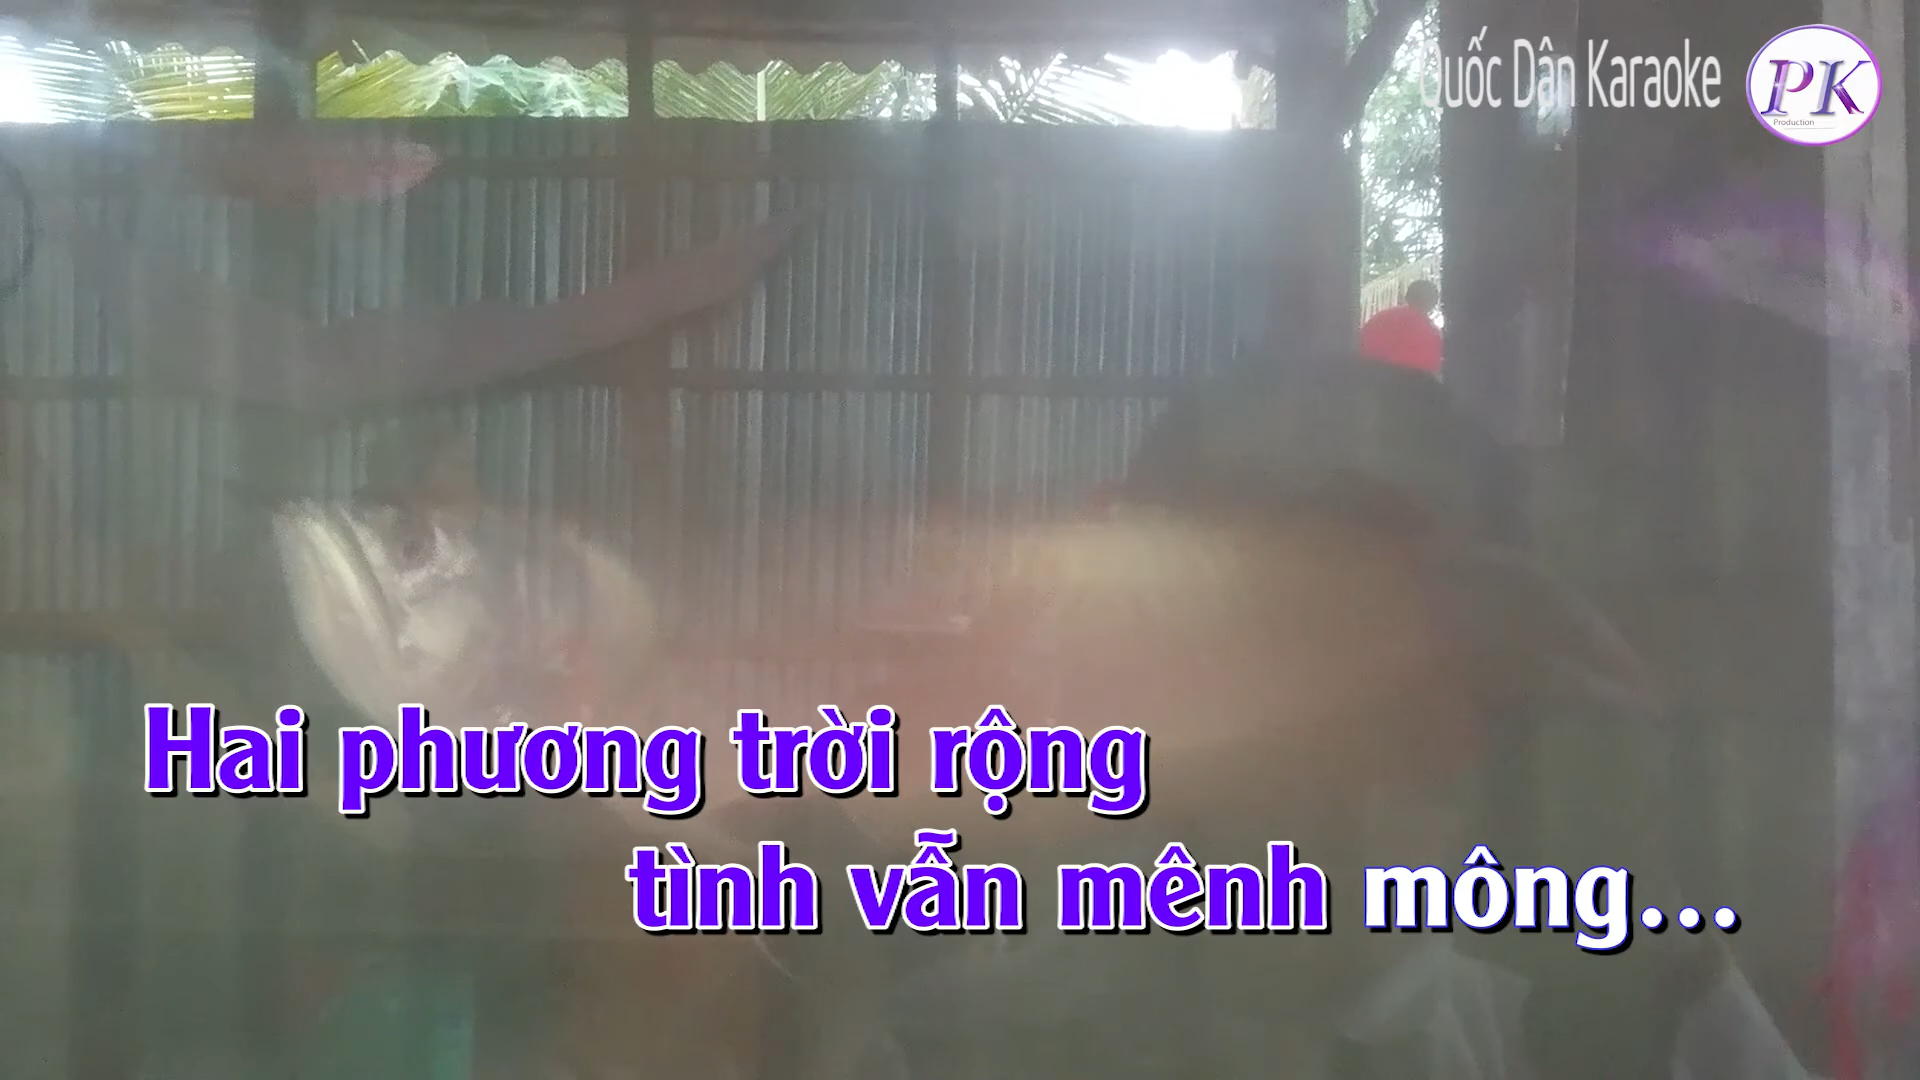 Quốc Dân Karaoke
PK
Production
Hai phương trời rộng
tình vẫn mênh mông...